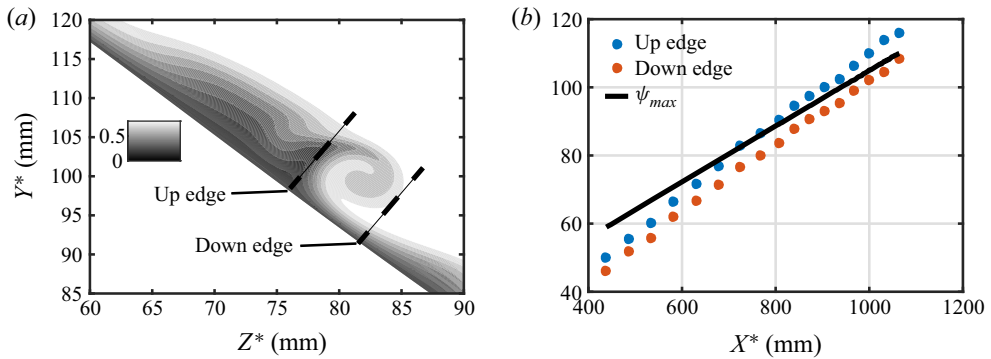 (a)
120
115
110
105
100
95
90
85
Y* (mm)
0.5
0
Up edge
Down edge
60 65 70 75 80 85 90
Z* (mm)
(b)
120
100
80
60
40
Up edge
Down edge
ψmax
400 600 800 1000 1200
X* (mm)